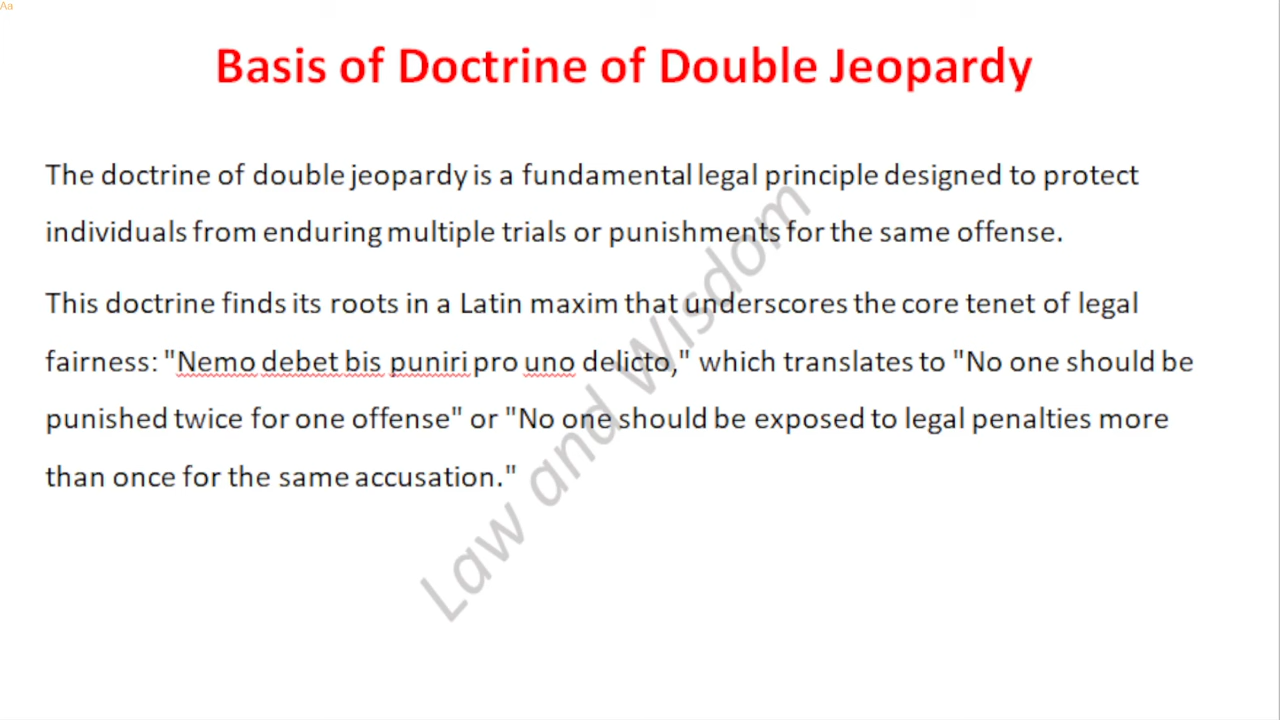 Aa
Basis of Doctrine of Double Jeopardy
The doctrine of double jeopardy is a fundamental legal principle designed to protect
individuals from enduring multiple trials or punishments for the same offense.
This doctrine finds its roots in a Latin maxim that underscores the core tenet of legal
fairness: "Nemo debet bis puniri pro uno delicto," which translates to "No one should be
punished twice for one offense" or "No one should be exposed to legal penalties more
than once for the same accusation."
Law and Wisdom